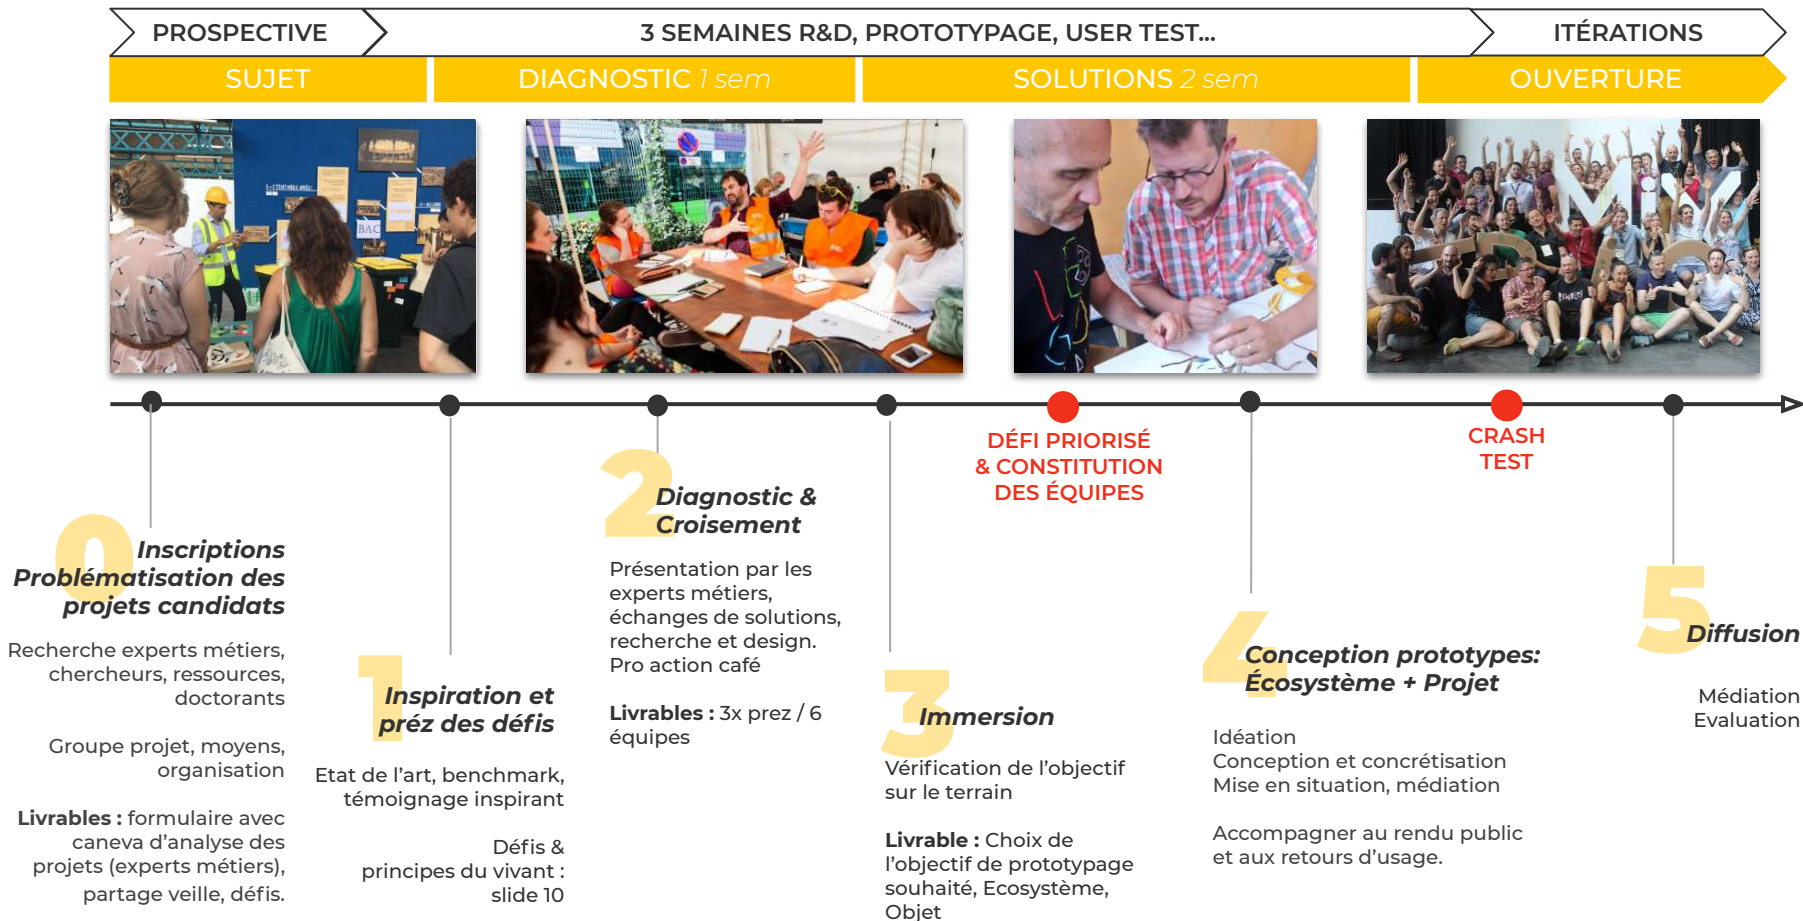 PROSPECTIVE
3 SEMAINES R&D, PROTOTYPAGE, USER TEST...
ITÉRATIONS
SUJET
DIAGNOSTIC 1 sem
SOLUTIONS 2 sem
OUVERTURE
BAC
MiX
DÉFI PRIORISÉ
& CONSTITUTION
DES ÉQUIPES
CRASH
TEST
0
Inscriptions
Problématisation des
projets candidats
Recherche experts métiers,
chercheurs, ressources,
doctorants
Groupe projet, moyens,
organisation
Livrables : formulaire avec
caneva d'analyse des
projets (experts métiers),
partage veille, défis.
1
Inspiration et
préz des défis
Etat de l'art, benchmark,
témoignage inspirant
Défis &
principes du vivant :
slide 10
2
Diagnostic &
Croisement
Présentation par les
experts métiers,
échanges de solutions,
recherche et design.
Pro action café
Livrables : 3x prez / 6
équipes
3
Immersion
Vérification de l'objectif
sur le terrain
Livrable : Choix de
l'objectif de prototypage
souhaité, Ecosystème,
Objet
4
Conception prototypes:
Écosystème + Projet
Idéation
Conception et concrétisation
Mise en situation, médiation
Accompagner au rendu public
et aux retours d'usage.
5
Diffusion
Médiation
Evaluation